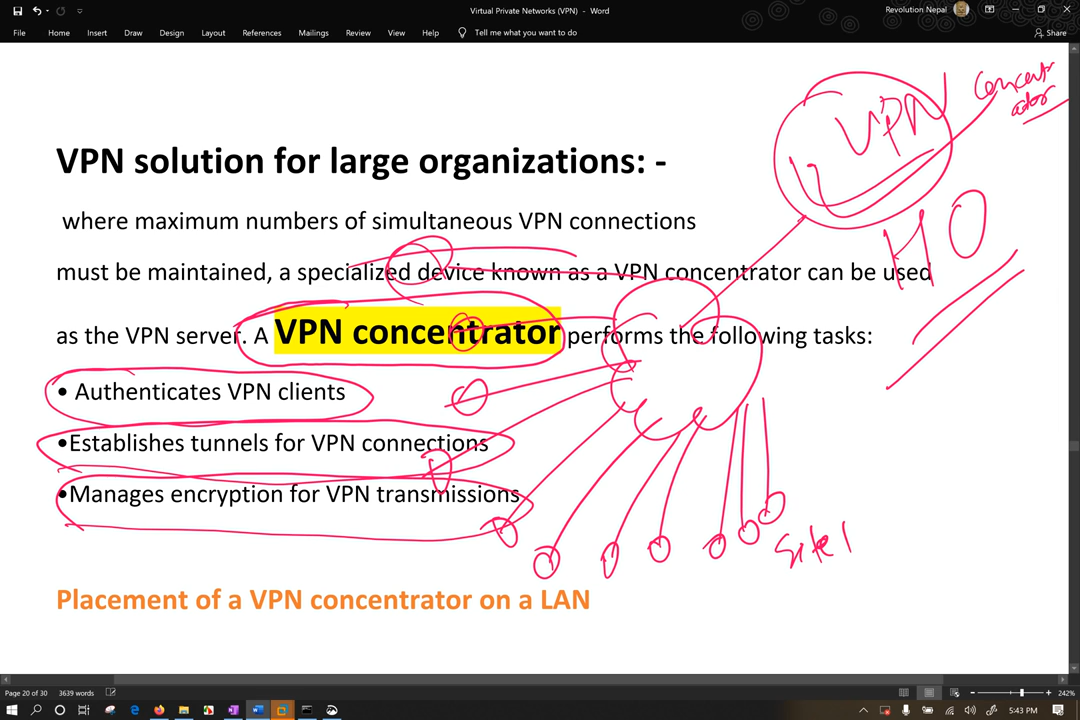 Virtual Private Networks (VPN) - Word
Revolution Nepal
File Home Insert Draw Design Layout References Mailings Review View Help Tell me what you want to do
Share
VPN
Concentrator
HO
VPN solution for large organizations: -
where maximum numbers of simultaneous VPN connections
must be maintained, a specialized device known as a VPN concentrator can be used
as the VPN server. A VPN concentrator performs the following tasks:
• Authenticates VPN clients
•Establishes tunnels for VPN connections
•Manages encryption for VPN transmissions
Site 1
Placement of a VPN concentrator on a LAN
Page 20 of 30 3639 words
242%
5:43 PM